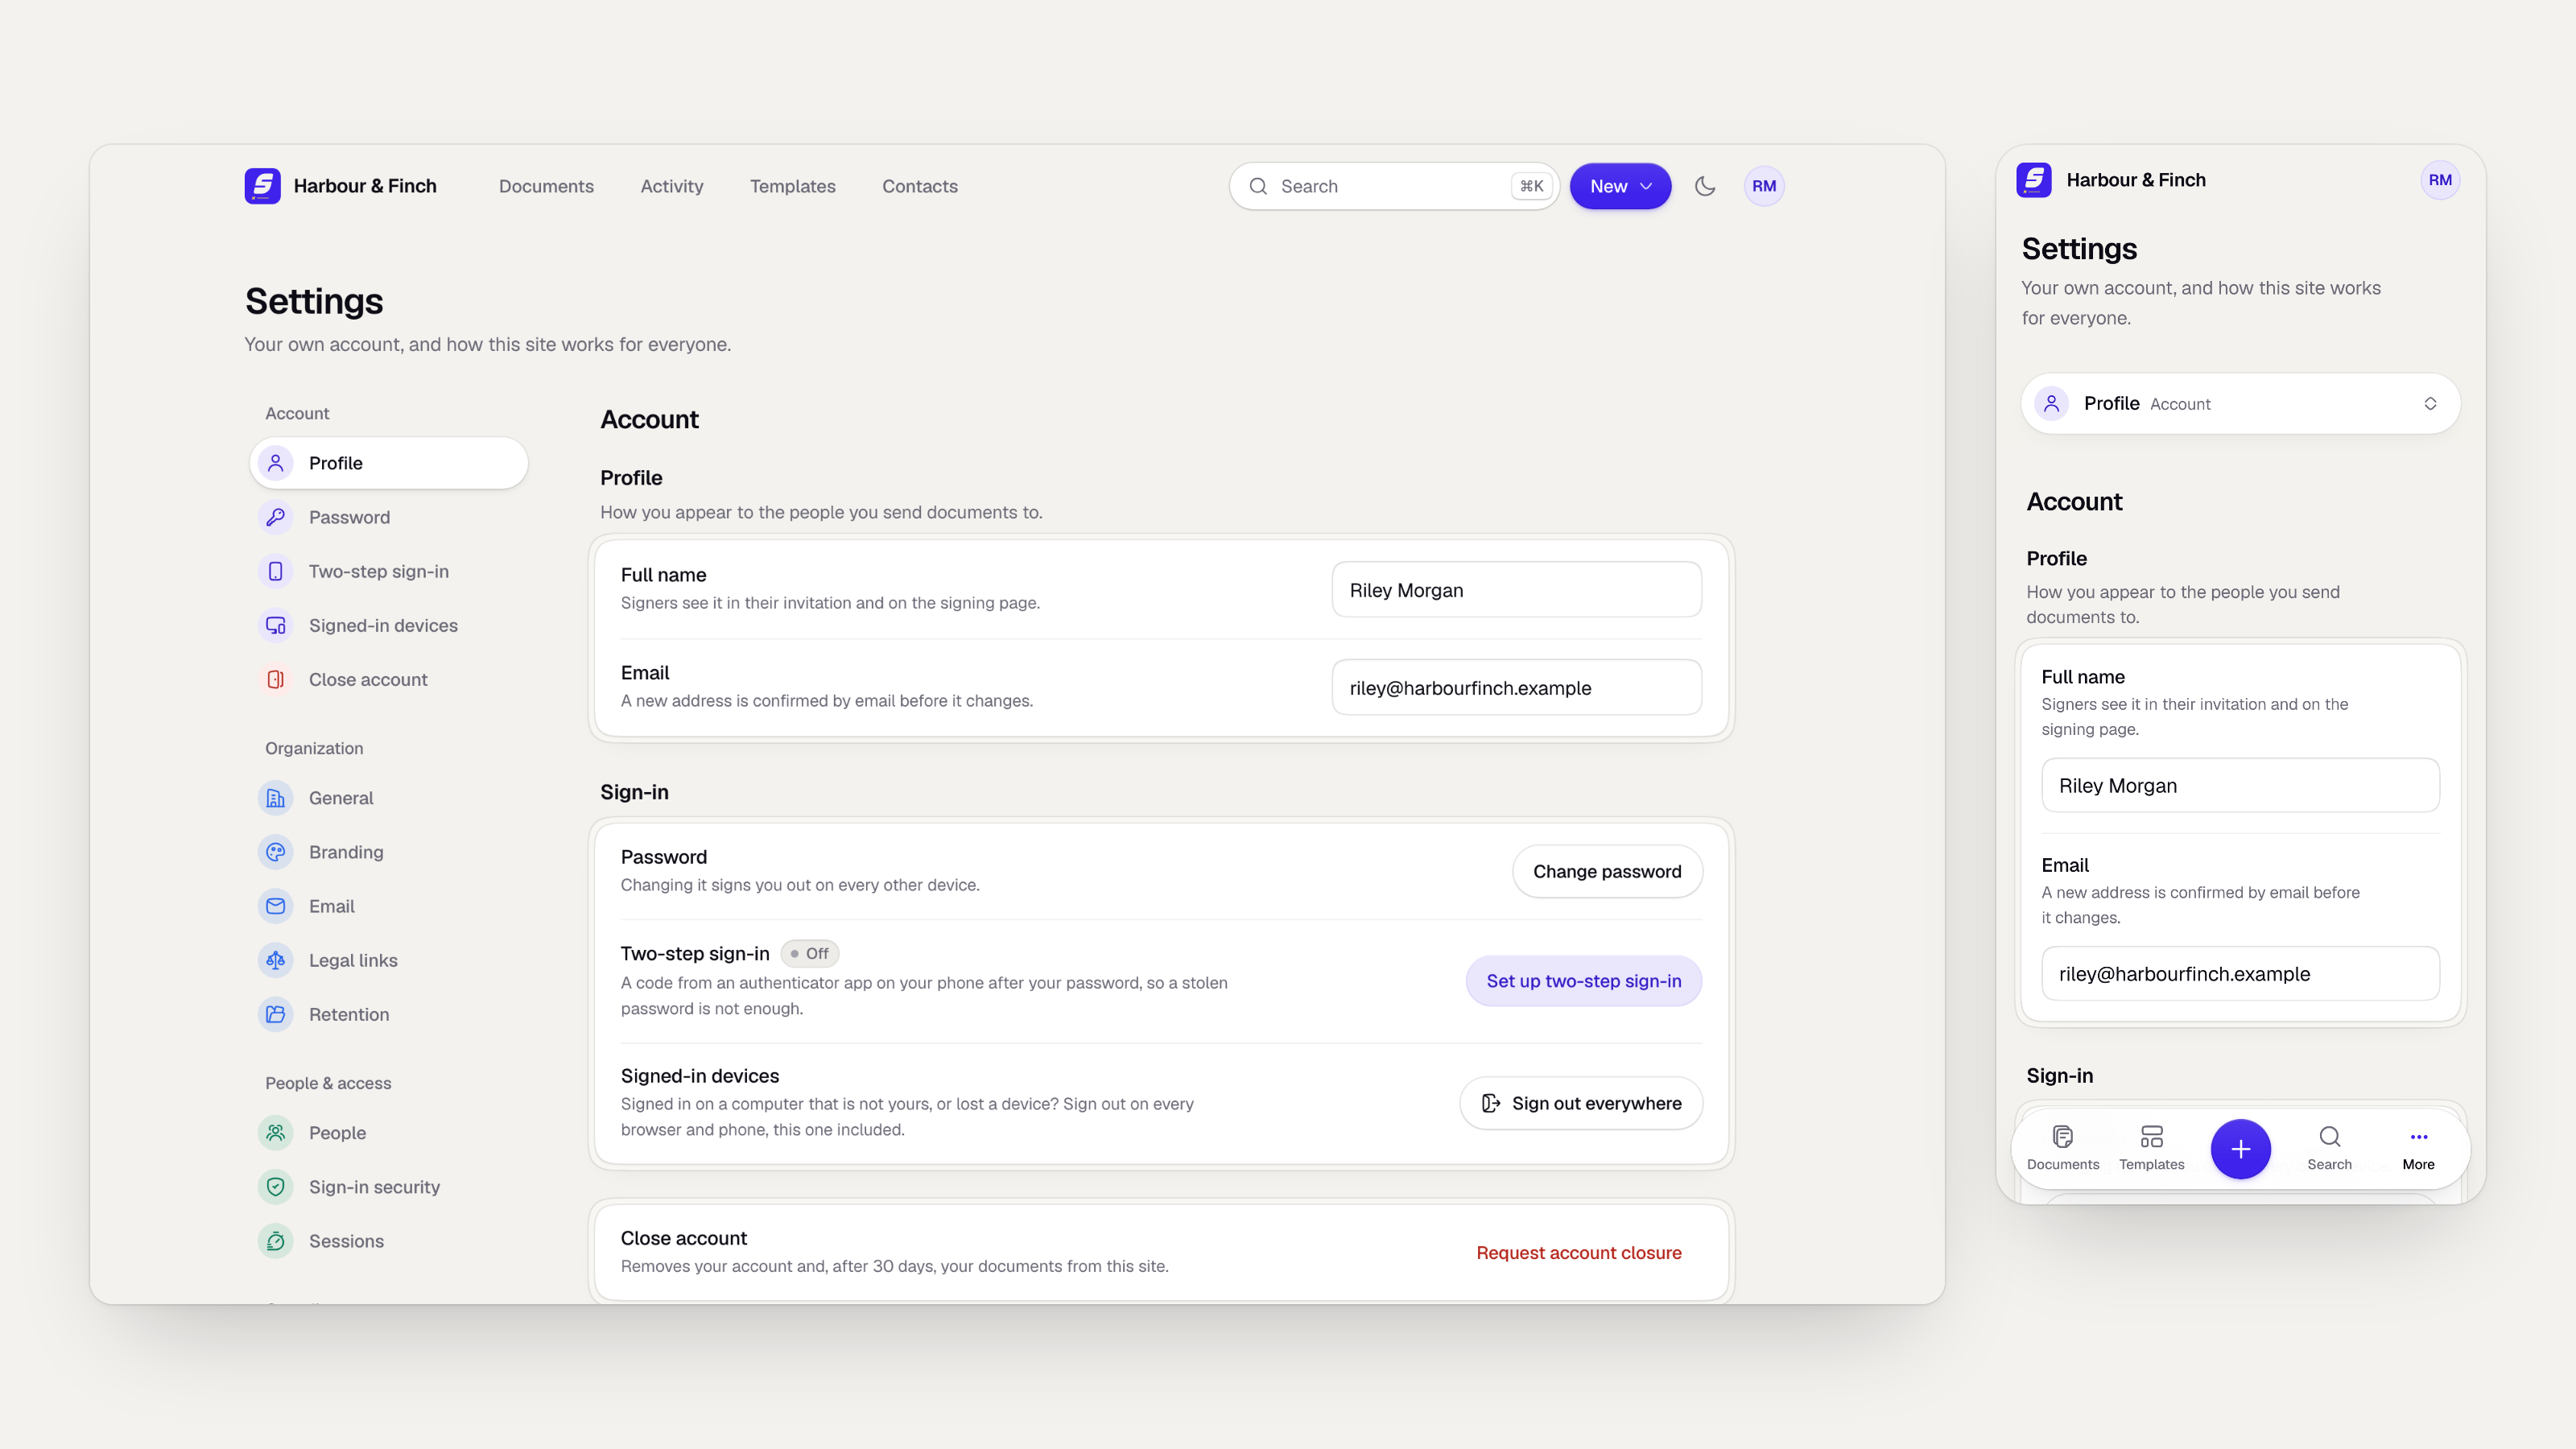 Harbour & Finch
Documents
Activity
Templates
Contacts
Search
⌘K
New
RM
Settings
Your own account, and how this site works for everyone.
Account
Profile
Password
Two-step sign-in
Signed-in devices
Close account
Organization
General
Branding
Email
Legal links
Retention
People & access
People
Sign-in security
Sessions
Account
Profile
How you appear to the people you send documents to.
Full name
Signers see it in their invitation and on the signing page.
Riley Morgan
Email
A new address is confirmed by email before it changes.
riley@harbourfinch.example
Sign-in
Password
Changing it signs you out on every other device.
Change password
Two-step sign-in
Off
A code from an authenticator app on your phone after your password, so a stolen
password is not enough.
Set up two-step sign-in
Signed-in devices
Signed in on a computer that is not yours, or lost a device? Sign out on every
browser and phone, this one included.
Sign out everywhere
Close account
Removes your account and, after 30 days, your documents from this site.
Request account closure
Harbour & Finch
RM
Settings
Your own account, and how this site works
for everyone.
Profile Account
Account
Profile
How you appear to the people you send
documents to.
Full name
Signers see it in their invitation and on the
signing page.
Riley Morgan
Email
A new address is confirmed by email before
it changes.
riley@harbourfinch.example
Sign-in
Documents
Templates
Search
More